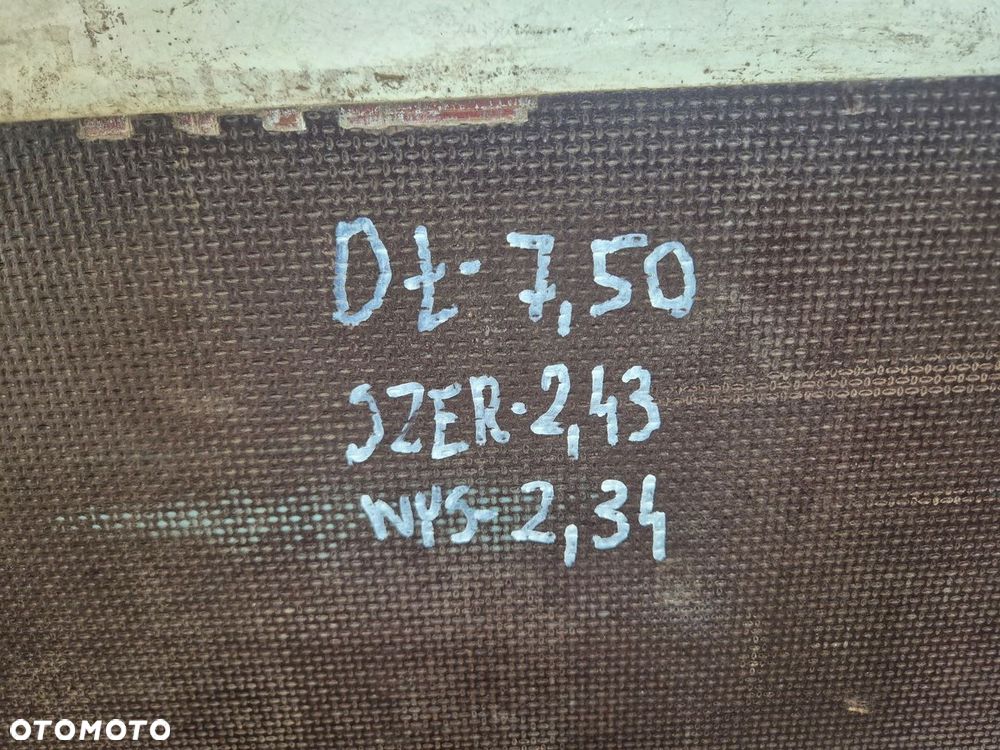 DŁ- 7,50
SZER- 2,43
WYS- 2,34
OTOMOTO